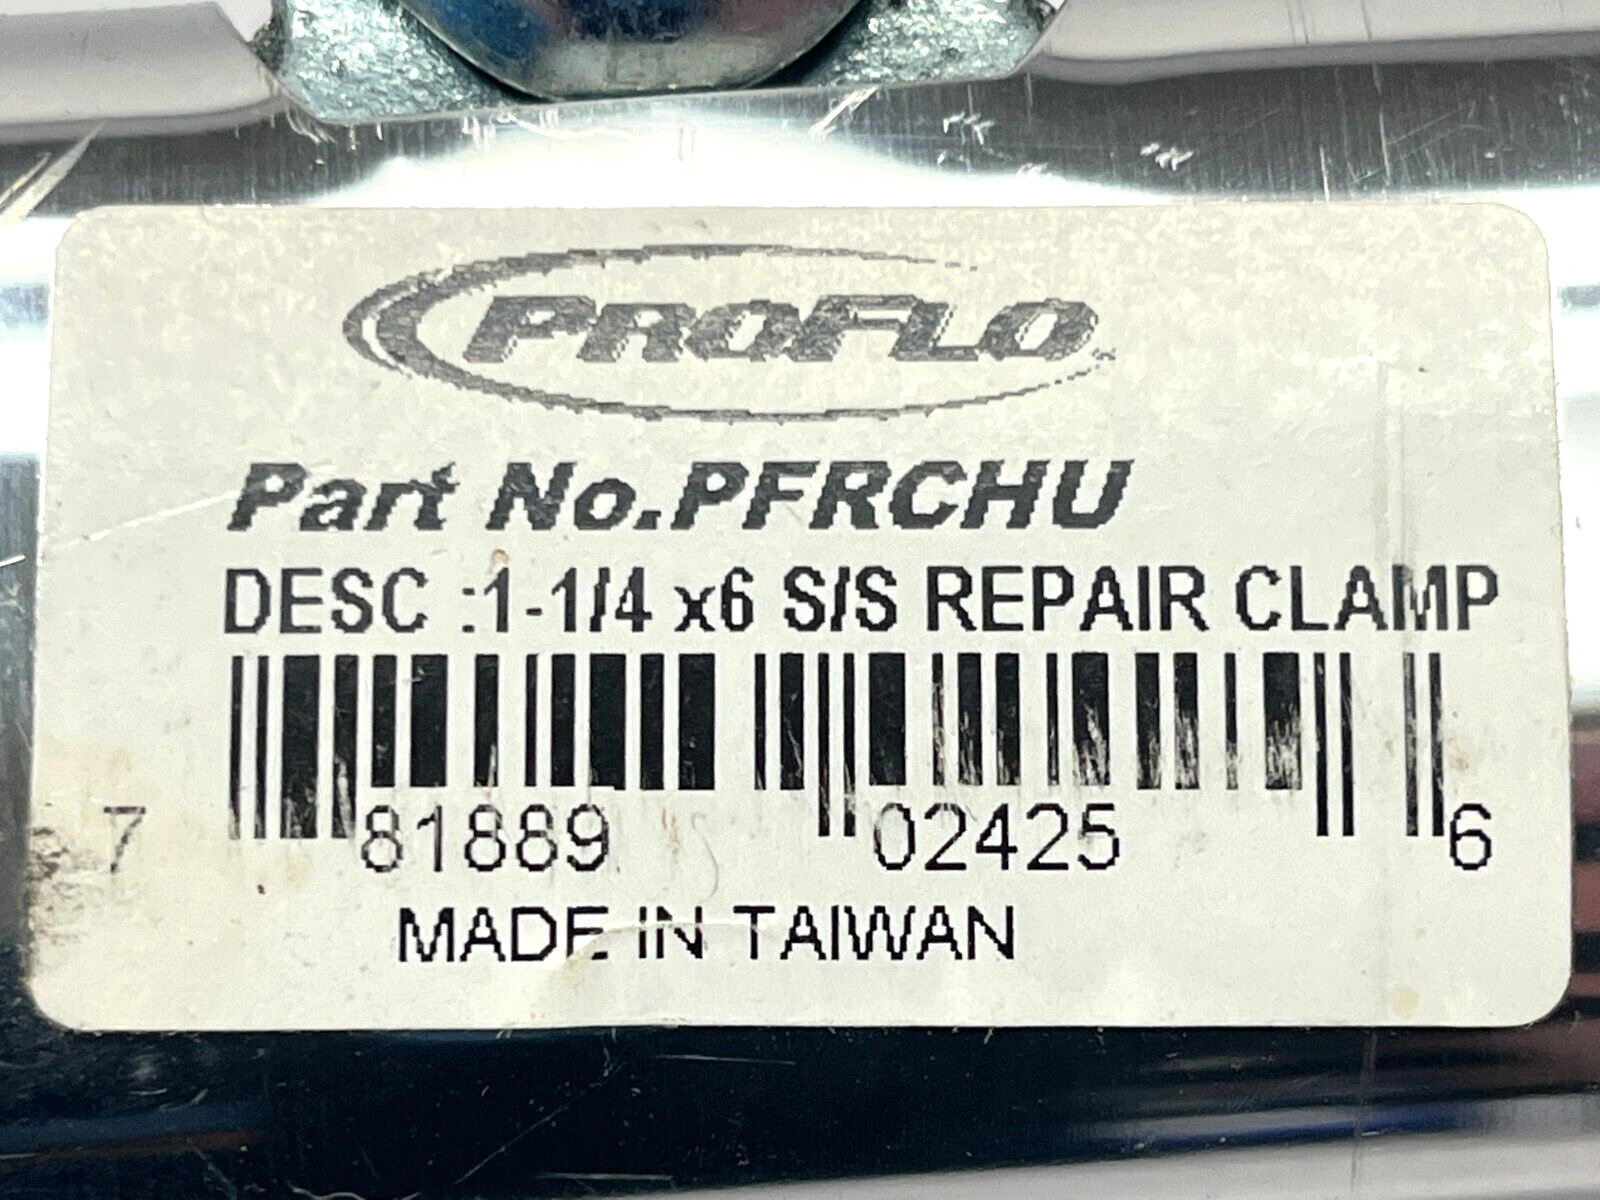 PROFLO
Part No.PFRCHU
DESC :1-1/4 x6 S/S REPAIR CLAMP
7 81889 02425 6
MADE IN TAIWAN